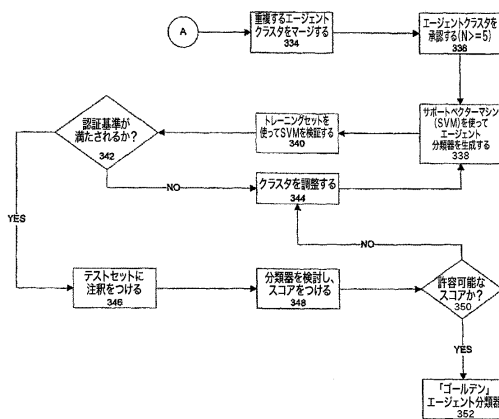 A
重複するエージェント
クラスタをマージする
334
エージェントクラスタを
承認する(N>=5)
336
サポートベクターマシン
(SVM)を使って
エージェント
分類器を生成する
338
トレーニングセットを
使ってSVMを検証する
340
認証基準が
満たされるか?
342
NO
クラスタを調整する
344
YES
NO
テストセットに
注釈をつける
346
分類器を検討し、
スコアをつける
348
許容可能な
スコアか?
350
YES
「ゴールデン」
エージェント分類器
352